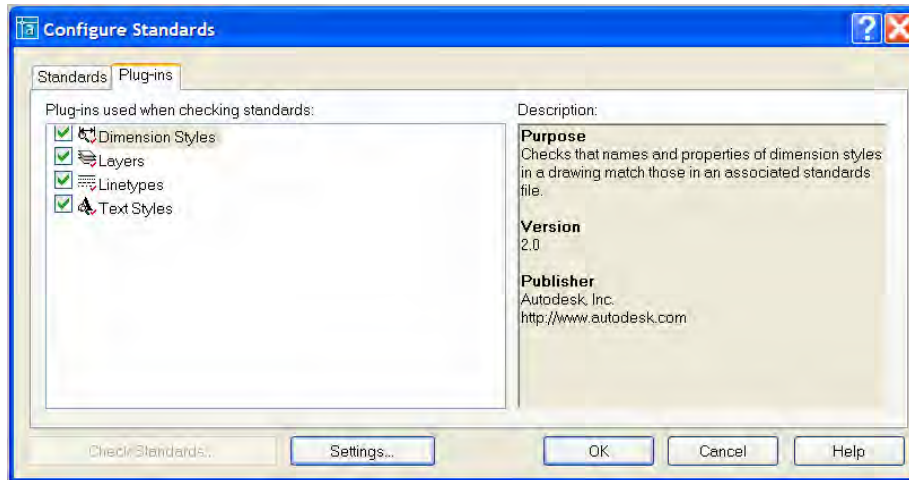 Configure Standards
Standards
Plug-ins
Plug-ins used when checking standards:
Dimension Styles
Layers
Linetypes
Text Styles
Description:
Purpose
Checks that names and properties of dimension styles
in a drawing match those in an associated standards
file.
Version
2.0
Publisher
Autodesk, Inc.
http://www.autodesk.com
Check Standards...
Settings...
OK
Cancel
Help